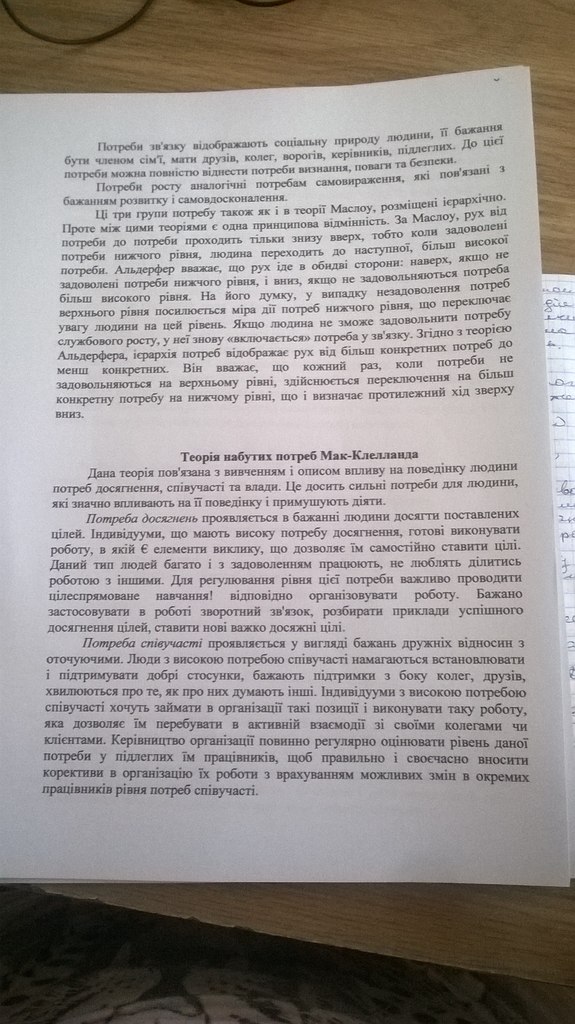 Потреби зв'язку відображають соціальну природу людини, її бажання
бути членом сім'ї, мати друзів, колег, ворогів, керівників, підлеглих. До цієї
потреби можна повністю віднести потреби визнання, поваги та безпеки.
Потреби росту аналогічні потребам самовираження, які пов'язані з
бажанням розвитку і самовдосконалення.
Ці три групи потребу також як і в теорії Маслоу, розміщені ієрархічно.
Проте між цими теоріями є одна принципова відмінність. За Маслоу, рух від
потреби до потреби проходить тільки знизу вверх, тобто коли задоволені
потреби нижчого рівня, людина переходить до наступної, більш високої
потреби. Альдерфер вважає, що рух іде в обидві сторони: наверх, якщо не
задоволені потреби нижчого рівня, і вниз, якщо не задовольняються потреба
більш високого рівня. На його думку, у випадку незадоволення потреб
верхнього рівня посилюється міра дії потреб нижчого рівня, що переключає
увагу людини на цей рівень. Якщо людина не зможе задовольнити потребу
службового росту, у неї знову «включається» потреба у зв'язку. Згідно з теорією
Альдерфера, ієрархія потреб відображає рух від більш конкретних потреб до
менш конкретних. Він вважає, що кожний раз, коли потреби не
задовольняються на верхньому рівні, здійснюється переключення на більш
конкретну потребу на нижчому рівні, що і визначає протилежний хід зверху
вниз.
Теорія набутих потреб Мак-Клелланда
Дана теорія пов'язана з вивченням і описом впливу на поведінку людини
потреб досягнення, співучасті та влади. Це досить сильні потреби для людини,
які значно впливають на її поведінку і примушують діяти.
Потреба досягнень проявляється в бажанні людини досягти поставлених
цілей. Індивідууми, що мають високу потребу досягнення, готові виконувати
роботу, в якій Є елементи виклику, що дозволяє їм самостійно ставити цілі.
Даний тип людей багато і з задоволенням працюють, не люблять ділитись
роботою з іншими. Для регулювання рівня цієї потреби важливо проводити
цілеспрямоване навчання! відповідно організовувати роботу. Бажано
застосовувати в роботі зворотний зв'язок, розбирати приклади успішного
досягнення цілей, ставити нові важко досяжні цілі.
Потреба співучасті проявляється у вигляді бажань дружніх відносин з
оточуючими. Люди з високою потребою співучасті намагаються встановлювати
і підтримувати добрі стосунки, бажають підтримки з боку колег, друзів,
хвилюються про те, як про них думають інші. Індивідууми з високою потребою
співучасті хочуть займати в організації такі позиції і виконувати таку роботу,
яка дозволяє їм перебувати в активній взаємодії зі своїми колегами чи
клієнтами. Керівництво організації повинно регулярно оцінювати рівень даної
потреби у підлеглих їм працівників, щоб правильно і своєчасно вносити
корективи в організацію їх роботи з врахуванням можливих змін в окремих
працівників рівня потреб співучасті.